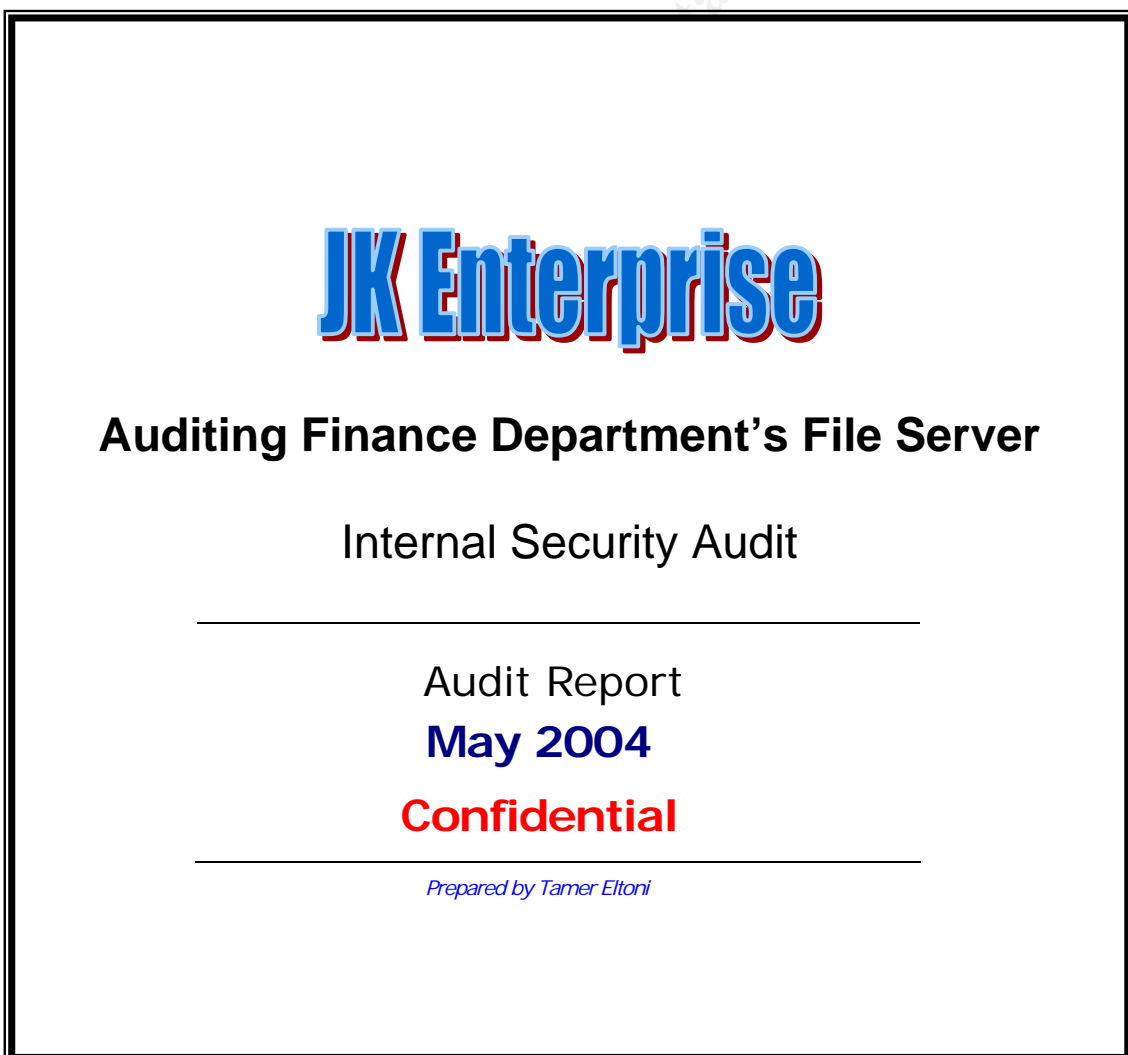 JK Enterprise
Auditing Finance Department’s File Server
Internal Security Audit
Audit Report
May 2004
Confidential
Prepared by Tamer Eltoni